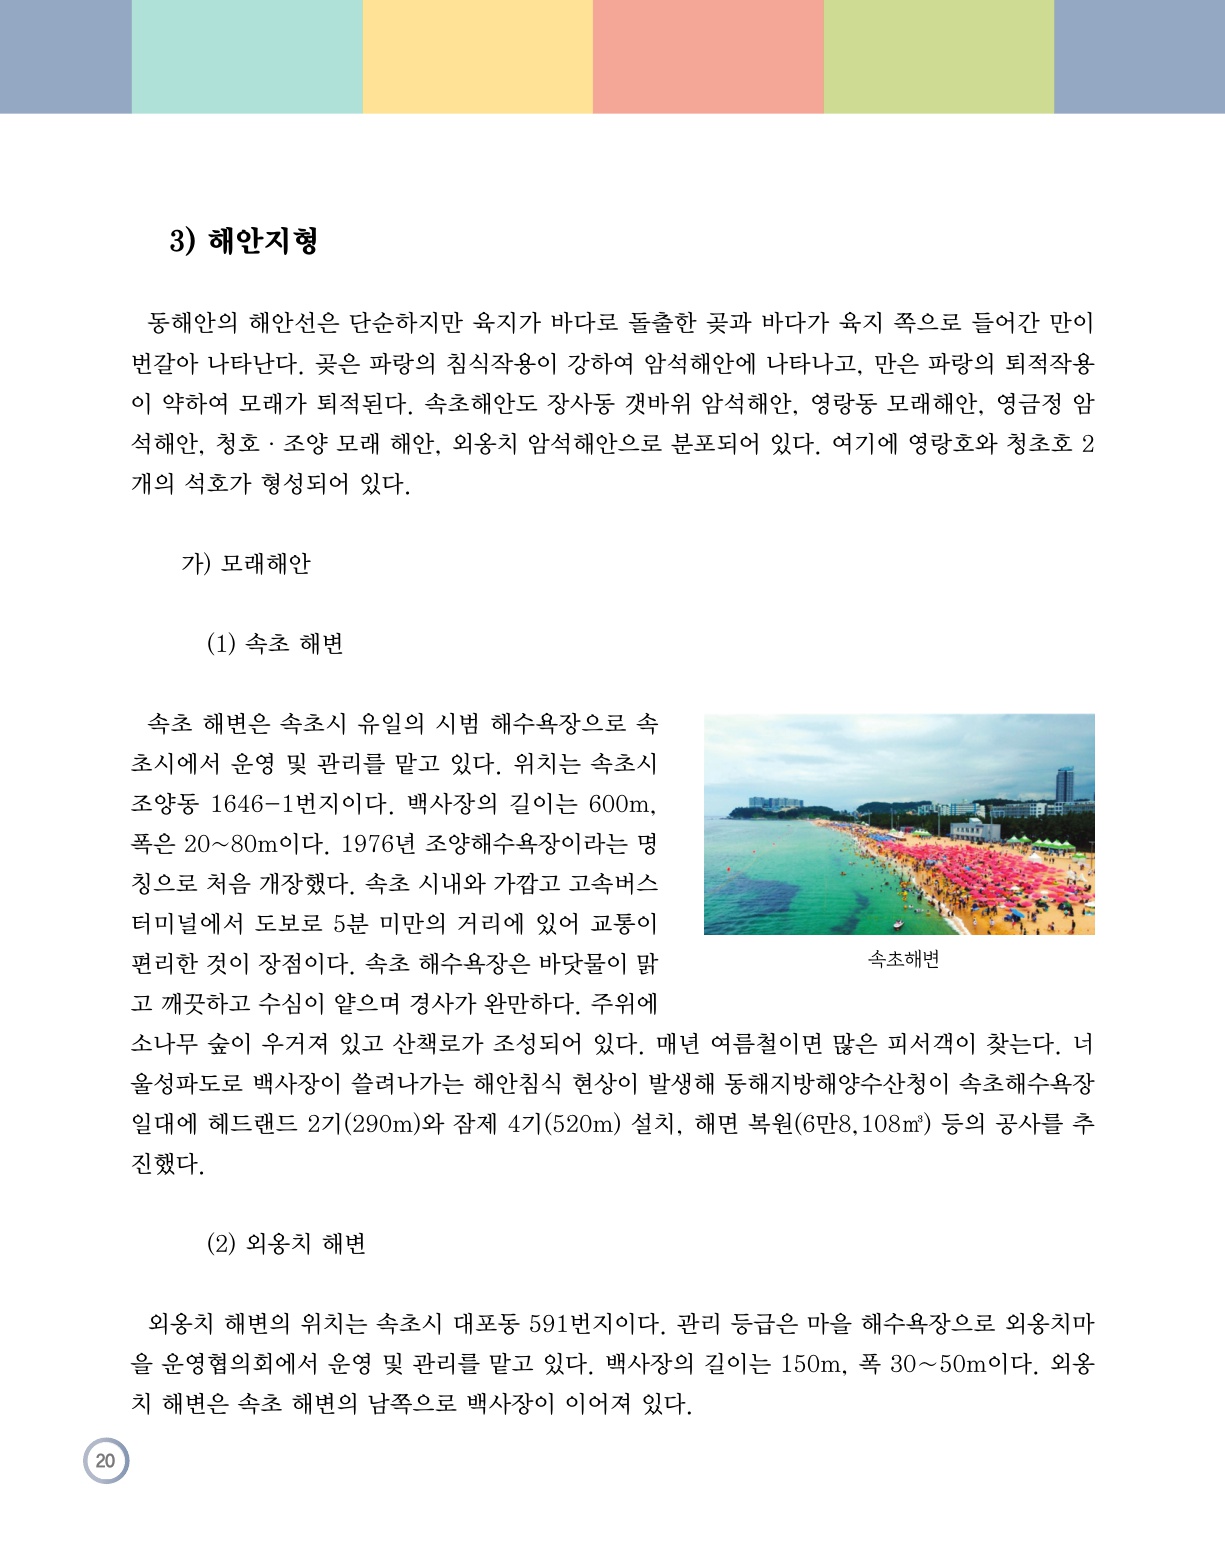 3) 해안지형
동해안의 해안선은 단순하지만 육지가 바다로 돌출한 곶과 바다가 육지 쪽으로 들어간 만이
번갈아 나타난다. 곶은 파랑의 침식작용이 강하여 암석해안에 나타나고, 만은 파랑의 퇴적작용
이 약하여 모래가 퇴적된다. 속초해안도 장사동 갯바위 암석해안, 영랑동 모래해안, 영금정 암
석해안, 청호 · 조양 모래 해안, 외옹치 암석해안으로 분포되어 있다. 여기에 영랑호와 청초호 2
개의 석호가 형성되어 있다.
가) 모래해안
(1) 속초 해변
속초 해변은 속초시 유일의 시범 해수욕장으로 속
초시에서 운영 및 관리를 맡고 있다. 위치는 속초시
조양동 1646-1번지이다. 백사장의 길이는 600m,
폭은 20~80m이다. 1976년 조양해수욕장이라는 명
칭으로 처음 개장했다. 속초 시내와 가깝고 고속버스
터미널에서 도보로 5분 미만의 거리에 있어 교통이
편리한 것이 장점이다. 속초 해수욕장은 바닷물이 맑
고 깨끗하고 수심이 얕으며 경사가 완만하다. 주위에
소나무 숲이 우거져 있고 산책로가 조성되어 있다. 매년 여름철이면 많은 피서객이 찾는다. 너
울성파도로 백사장이 쓸려나가는 해안침식 현상이 발생해 동해지방해양수산청이 속초해수욕장
일대에 헤드랜드 2기(290m)와 잠제 4기(520m) 설치, 해면 복원(6만8,108㎥) 등의 공사를 추
진했다.
속초해변
(2) 외옹치 해변
외옹치 해변의 위치는 속초시 대포동 591번지이다. 관리 등급은 마을 해수욕장으로 외옹치마
을 운영협의회에서 운영 및 관리를 맡고 있다. 백사장의 길이는 150m, 폭 30~50m이다. 외옹
치 해변은 속초 해변의 남쪽으로 백사장이 이어져 있다.
20